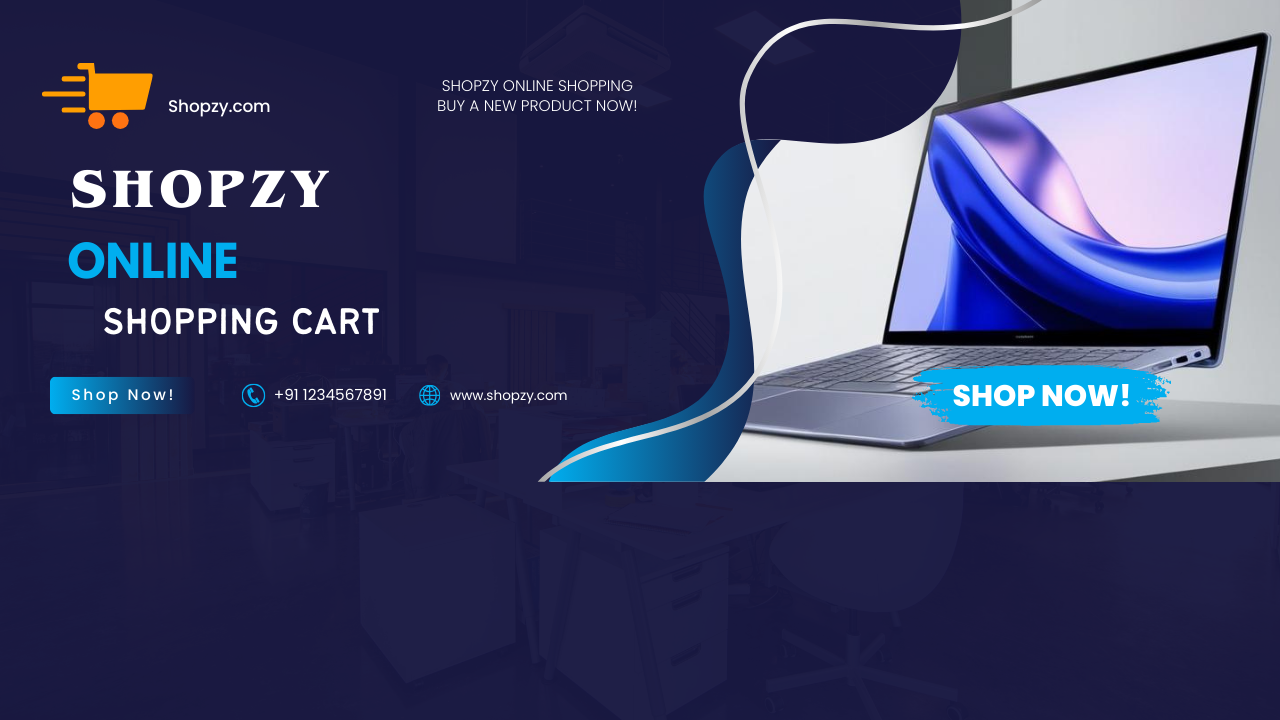 Shopzy.com
SHOPZY ONLINE SHOPPING
BUY A NEW PRODUCT NOW!
SHOPZY
ONLINE
SHOPPING CART
Shop Now!
+91 1234567891
www.shopzy.com
SHOP NOW!